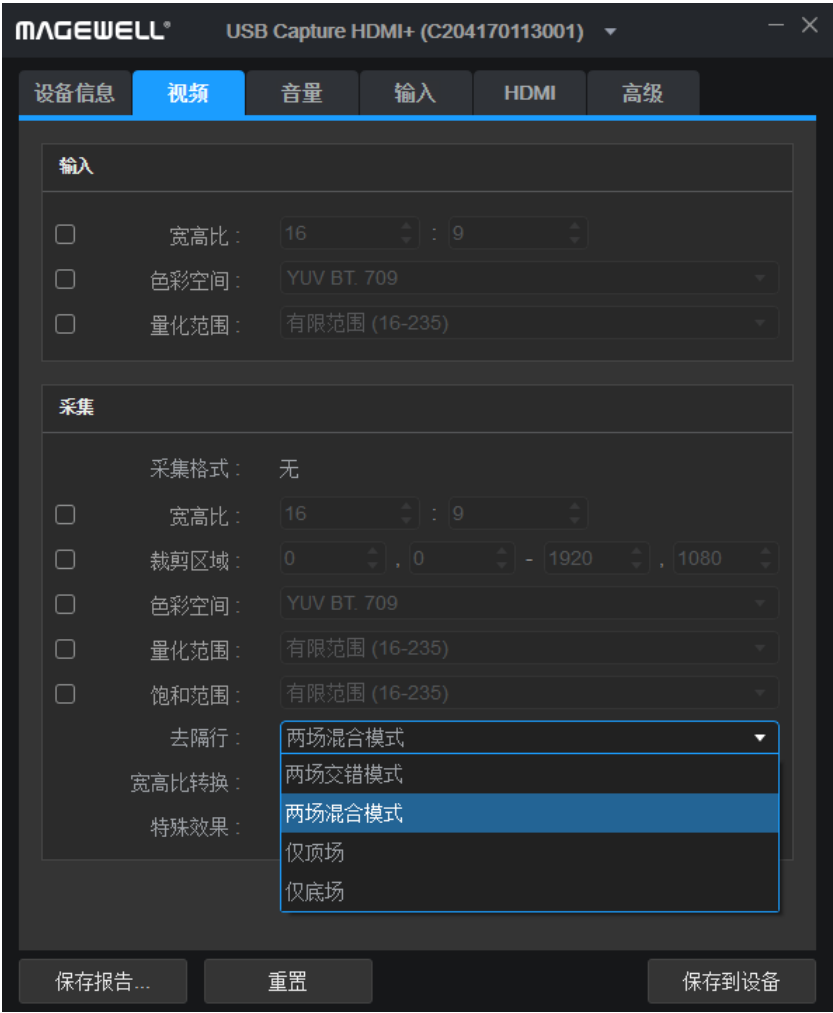 MAGEWELL® USB Capture HDMI+ (C204170113001)
设备信息 视频 音量 输入 HDMI 高级
输入
宽高比 : 16 : 9
色彩空间 : YUV BT. 709
量化范围 : 有限范围 (16-235)
采集
采集格式 : 无
宽高比 : 16 : 9
裁剪区域 : 0 , 0 - 1920 , 1080
色彩空间 : YUV BT. 709
量化范围 : 有限范围 (16-235)
饱和范围 : 有限范围 (16-235)
去隔行 : 两场混合模式
宽高比转换 : 两场交错模式
两场混合模式
特殊效果 :
仅顶场
仅底场
保存报告... 重置 保存到设备